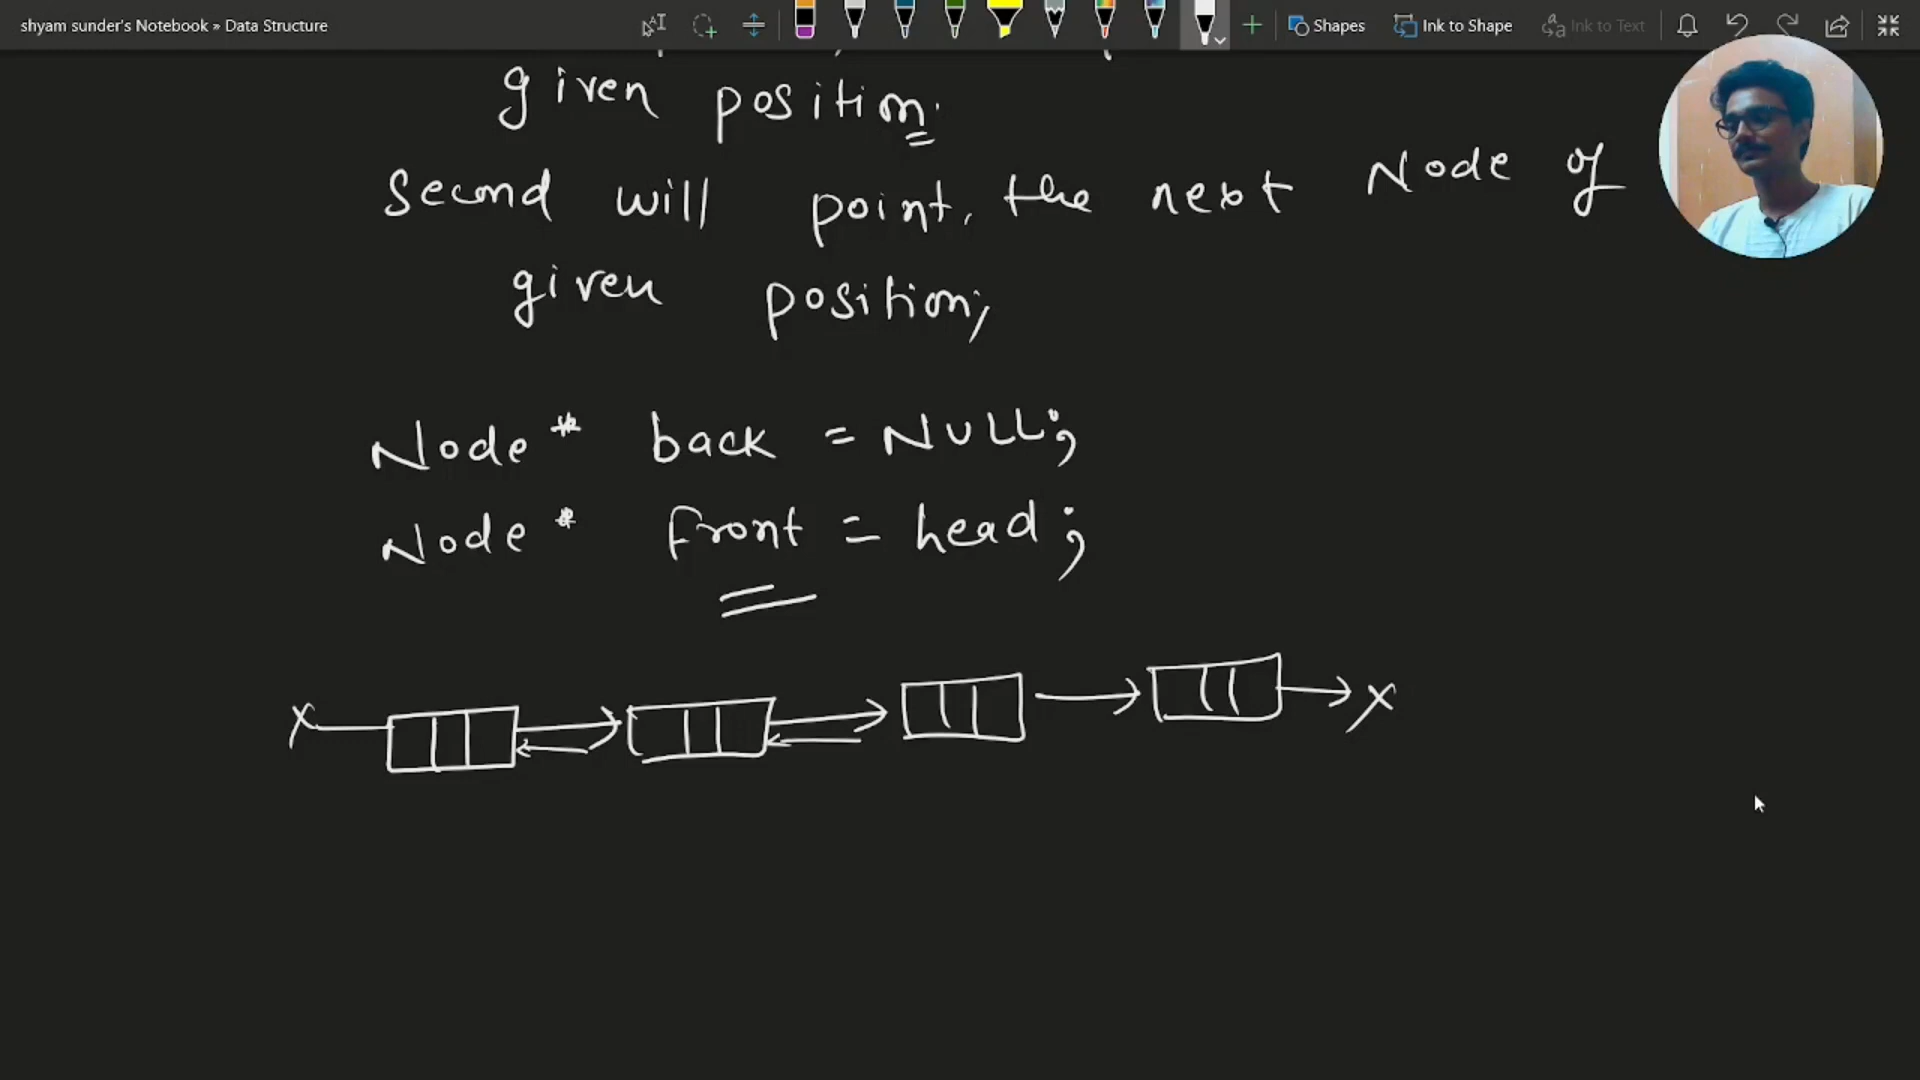 shyam sunder's Notebook » Data Structure
Shapes
Ink to Shape
Ink to Text
given position.
Second will point, the next Node of
given position;
Node* back = NULL;
Node* front = head;
X
X